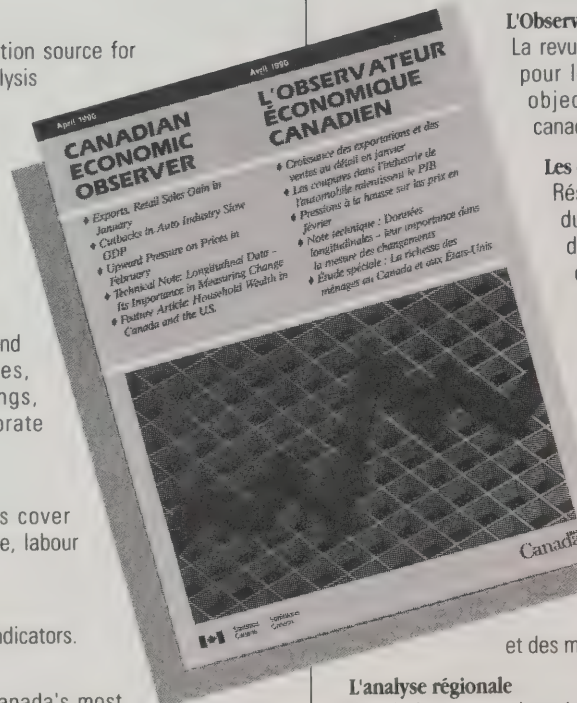 tion source for
lysis
nd
es,
ngs,
orate
s cover
e, labour
ndicators.
anada's most
April 1990
CANADIAN
ECONOMIC
OBSERVER
♦ Exports, Retail Sales Gain in
January
♦ Cutbacks in Auto Industry Slow
GDP
♦ Upward Pressure on Prices in
February
♦ Technical Note: Longitudinal Data –
Its Importance in Measuring Change
♦ Feature Article: Household Wealth in
Canada and the U.S.
Avril 1990
L'OBSERVATEUR
ÉCONOMIQUE
CANADIEN
♦ Croissance des exportations et des
ventes au détail en janvier
♦ Les coupures dans l'industrie de
l'automobile ralentissent le PIB
♦ Pressions à la hausse sur les prix en
février
♦ Note technique : Données
longitudinales – leur importance dans
la mesure des changements
♦ Étude spéciale : La richesse des
ménages au Canada et aux États-Unis
Statistics Canada
Statistique Canada
Canada
L'Observ
La revu
pour l
objec
canad
Les
Rés
du
d
et des m
L'analyse régionale